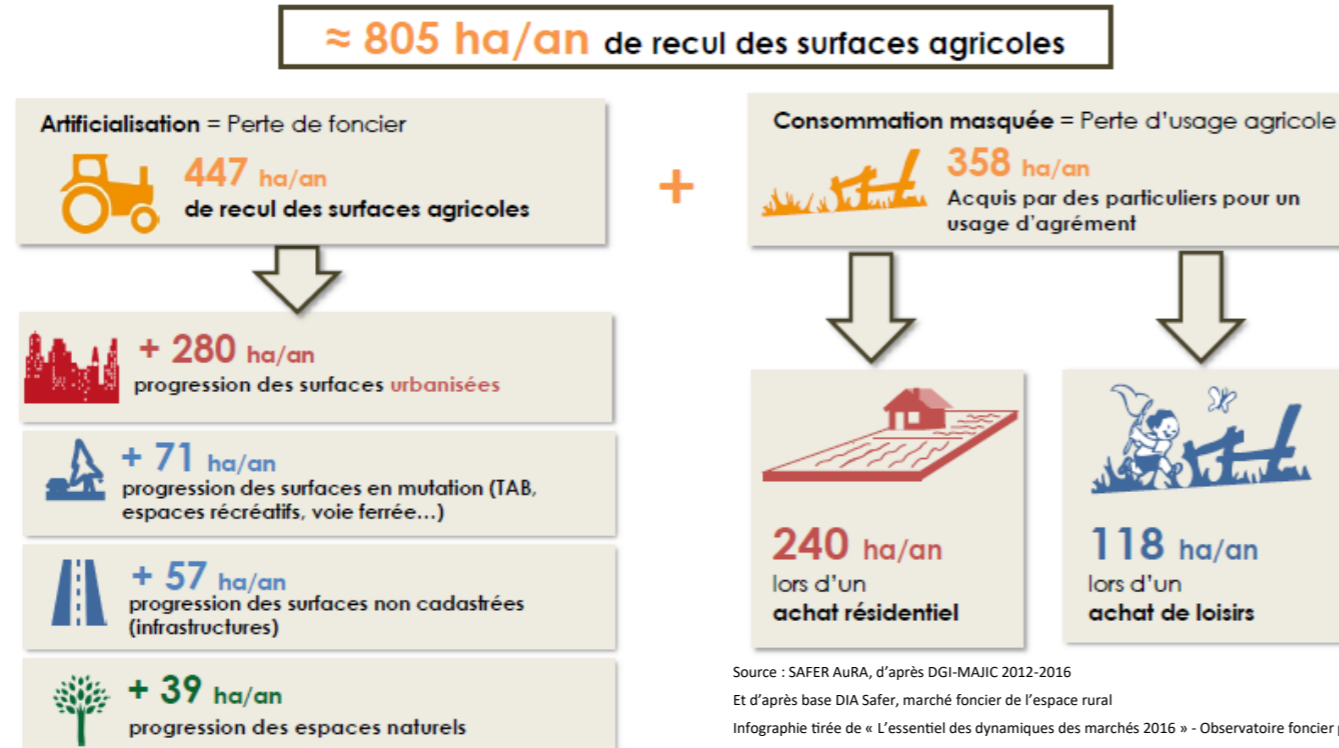 ≈ 805 ha/an de recul des surfaces agricoles
Artificialisation = Perte de foncier
447 ha/an
de recul des surfaces agricoles
+ 280 ha/an
progression des surfaces urbanisées
+ 71 ha/an
progression des surfaces en mutation (TAB,
espaces récréatifs, voie ferrée...)
+ 57 ha/an
progression des surfaces non cadastrées
(infrastructures)
+ 39 ha/an
progression des espaces naturels
+
Consommation masquée = Perte d'usage agricole
358 ha/an
Acquis par des particuliers pour un
usage d'agrément
240 ha/an
lors d'un
achat résidentiel
118 ha/an
lors d'un
achat de loisirs
Source : SAFER AuRA, d'après DGI-MAJIC 2012-2016
Et d'après base DIA Safer, marché foncier de l'espace rural
Infographie tirée de « L'essentiel des dynamiques des marchés 2016 » - Observatoire foncier